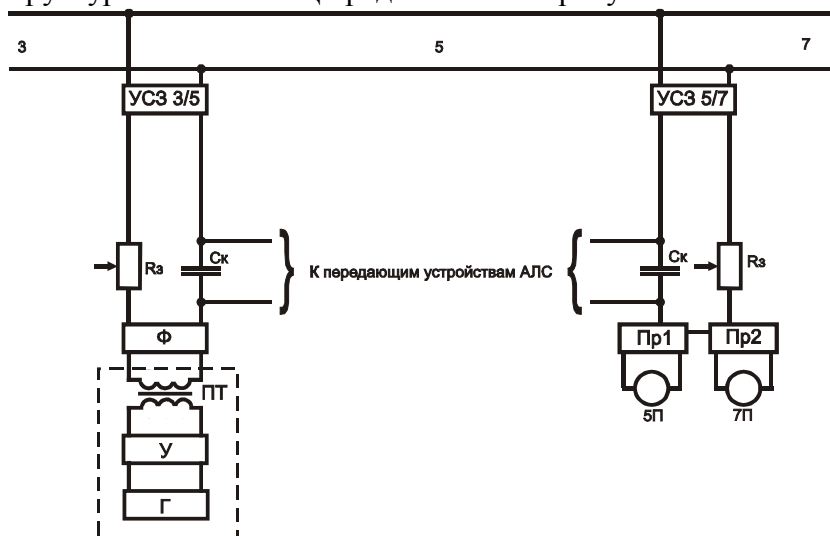 3
5
7
УСЗ 3/5
УСЗ 5/7
Rз
Ск
К передающим устройствам АЛС
Ск
Rз
Ф
Пр1
Пр2
ПТ
5П
7П
У
Г